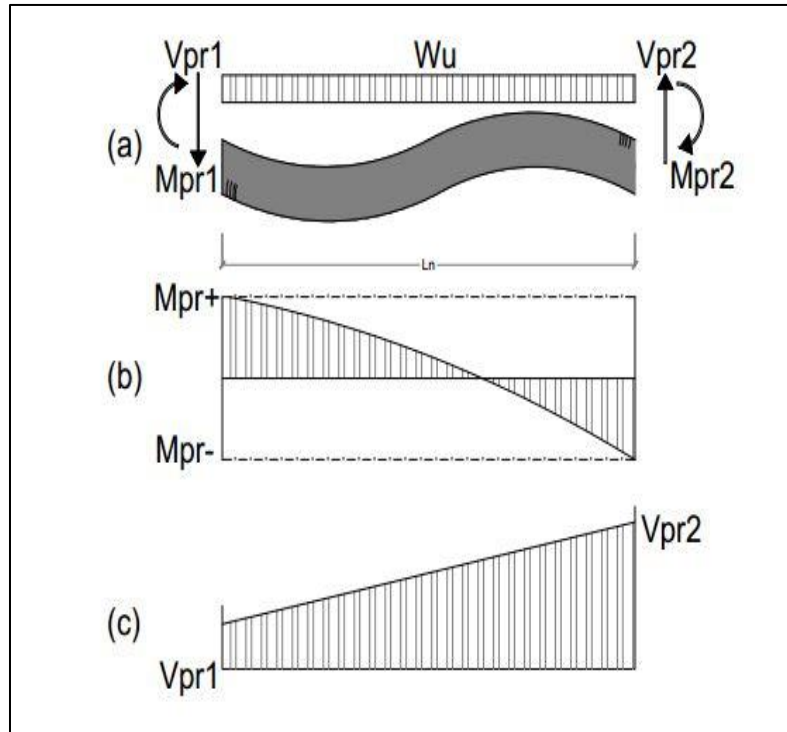 Vpr1 Wu Vpr2
(a)
Mpr1 Mpr2
Ln
Mpr+
(b)
Mpr-
Vpr2
(c)
Vpr1